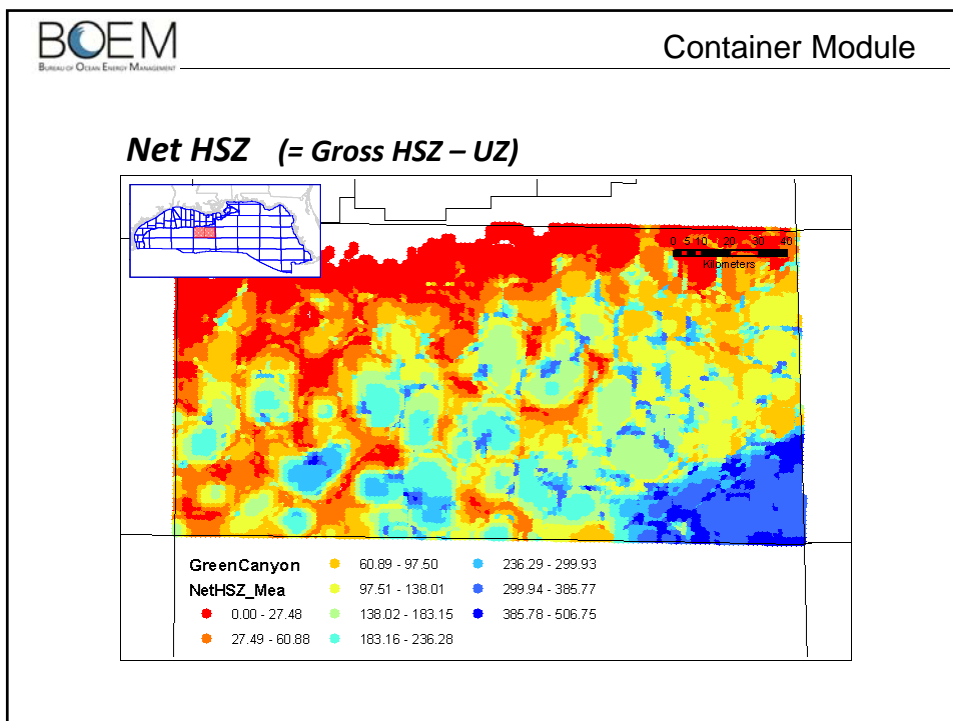 BOEM
BUREAU OF OCEAN ENERGY MANAGEMENT
Container Module
Net HSZ (= Gross HSZ – UZ)
0 5 10 20 30 40
Kilometers
GreenCanyon
NetHSZ_Mea
0.00 - 27.48
27.49 - 60.88
60.89 - 97.50
97.51 - 138.01
138.02 - 183.15
183.16 - 236.28
236.29 - 299.93
299.94 - 385.77
385.78 - 506.75